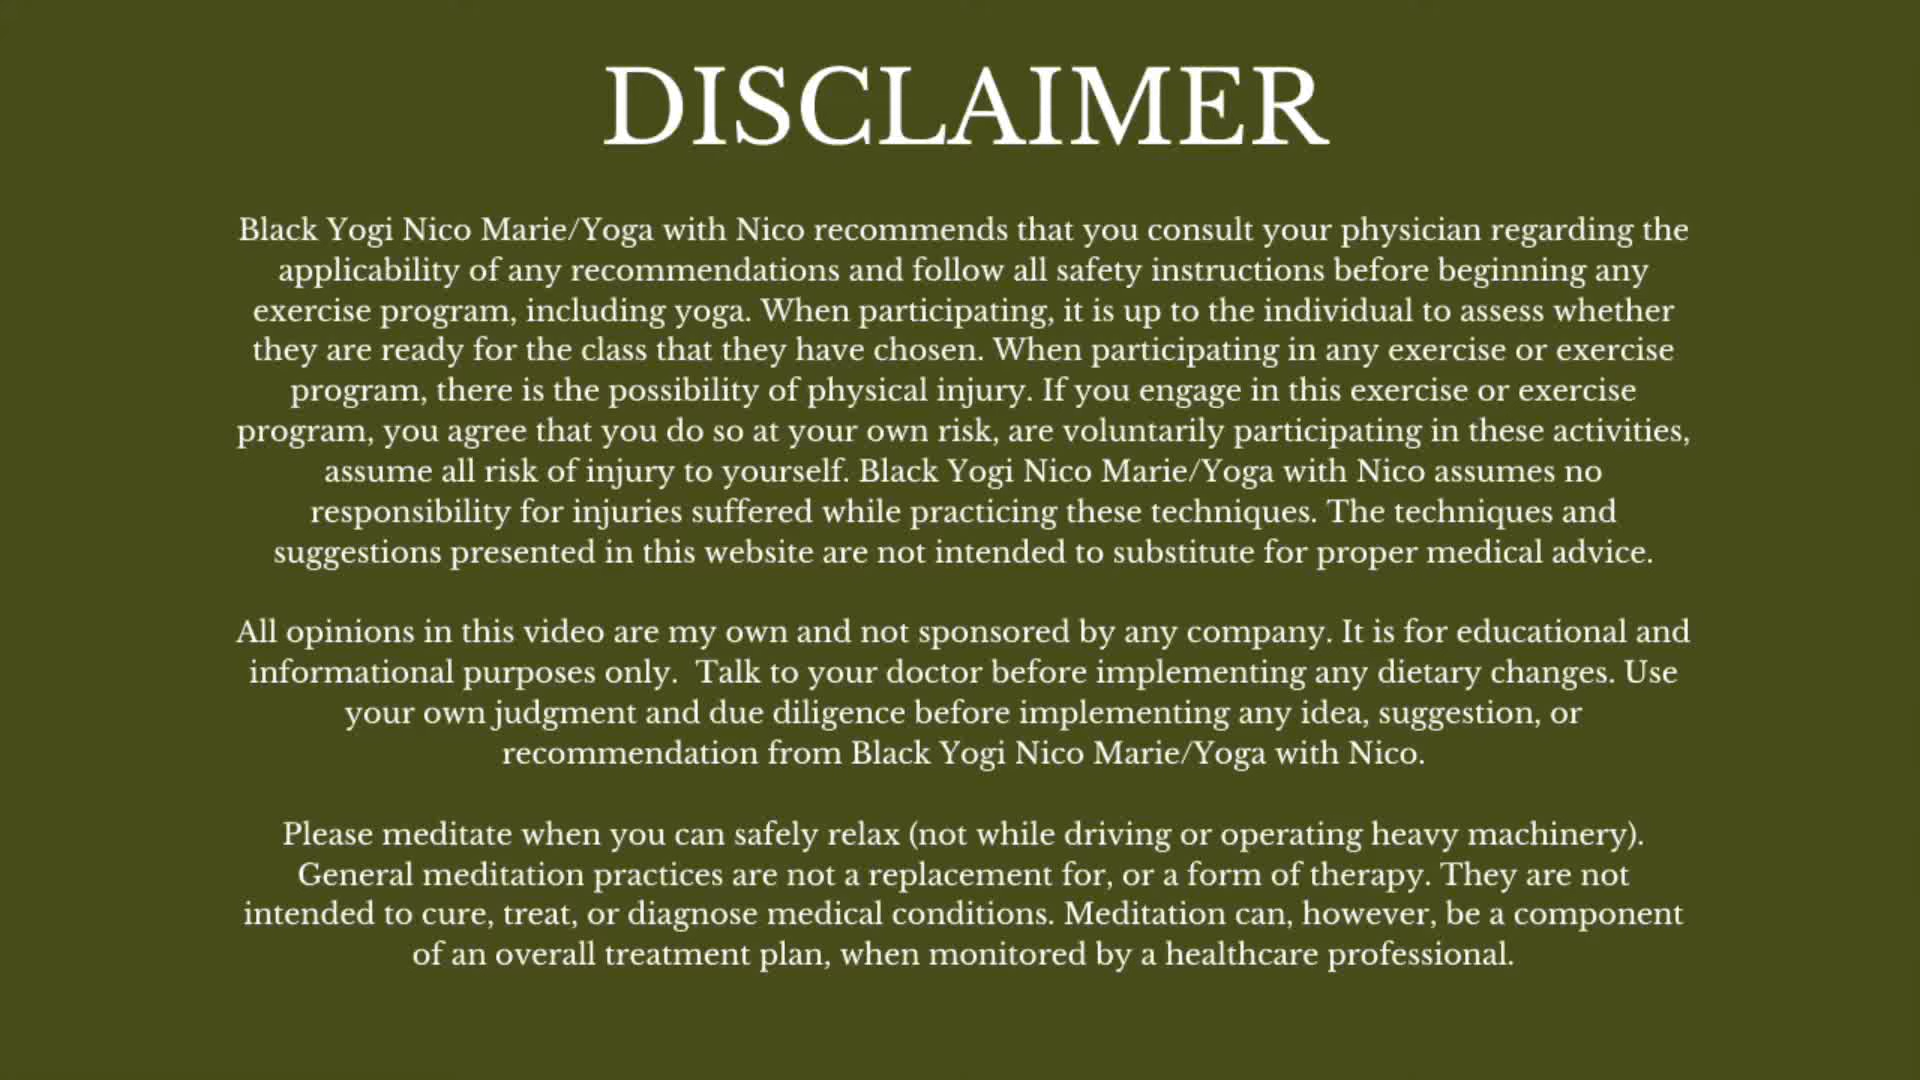 DISCLAIMER
Black Yogi Nico Marie/Yoga with Nico recommends that you consult your physician regarding the
applicability of any recommendations and follow all safety instructions before beginning any
exercise program, including yoga. When participating, it is up to the individual to assess whether
they are ready for the class that they have chosen. When participating in any exercise or exercise
program, there is the possibility of physical injury. If you engage in this exercise or exercise
program, you agree that you do so at your own risk, are voluntarily participating in these activities,
assume all risk of injury to yourself. Black Yogi Nico Marie/Yoga with Nico assumes no
responsibility for injuries suffered while practicing these techniques. The techniques and
suggestions presented in this website are not intended to substitute for proper medical advice.
All opinions in this video are my own and not sponsored by any company. It is for educational and
informational purposes only.  Talk to your doctor before implementing any dietary changes. Use
your own judgment and due diligence before implementing any idea, suggestion, or
recommendation from Black Yogi Nico Marie/Yoga with Nico.
Please meditate when you can safely relax (not while driving or operating heavy machinery).
General meditation practices are not a replacement for, or a form of therapy. They are not
intended to cure, treat, or diagnose medical conditions. Meditation can, however, be a component
of an overall treatment plan, when monitored by a healthcare professional.